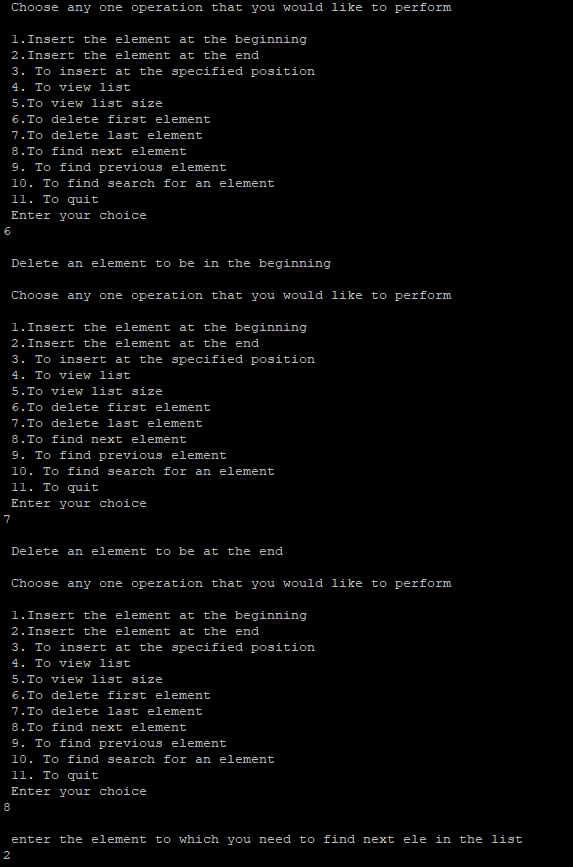 Choose any one operation that you would like to perform
1.Insert the element at the beginning
2.Insert the element at the end
3. To insert at the specified position
4. To view list
5.To view list size
6.To delete first element
7.To delete last element
8.To find next element
9. To find previous element
10. To find search for an element
11. To quit
Enter your choice
6
Delete an element to be in the beginning
Choose any one operation that you would like to perform
1.Insert the element at the beginning
2.Insert the element at the end
3. To insert at the specified position
4. To view list
5.To view list size
6.To delete first element
7.To delete last element
8.To find next element
9. To find previous element
10. To find search for an element
11. To quit
Enter your choice
7
Delete an element to be at the end
Choose any one operation that you would like to perform
1.Insert the element at the beginning
2.Insert the element at the end
3. To insert at the specified position
4. To view list
5.To view list size
6.To delete first element
7.To delete last element
8.To find next element
9. To find previous element
10. To find search for an element
11. To quit
Enter your choice
8
enter the element to which you need to find next ele in the list
2